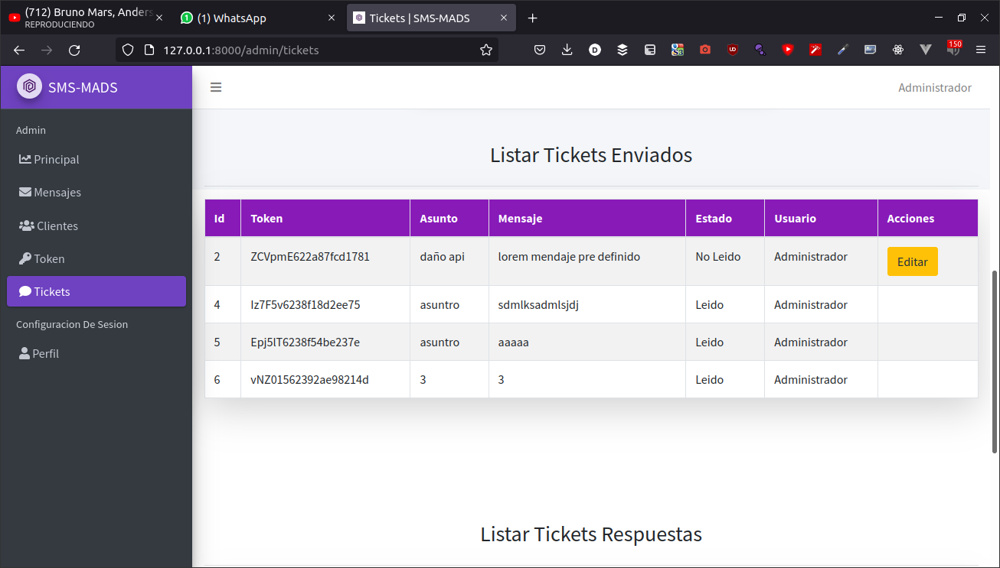 (712) Bruno Mars, Anders
REPRODUCIENDO
(1) WhatsApp
Tickets | SMS-MADS
127.0.0.1:8000/admin/tickets
150
SMS-MADS
Administrador
Admin
Principal
Mensajes
Clientes
Token
Tickets
Configuracion De Sesion
Perfil
Listar Tickets Enviados
Id Token Asunto Mensaje Estado Usuario Acciones
2 ZCVpmE622a87fcd1781 daño api lorem mendaje pre definido No Leido Administrador Editar
4 Iz7F5v6238f18d2ee75 asuntro sdmlksadmlsjdj Leido Administrador
5 Epj5lT6238f54be237e asuntro aaaaa Leido Administrador
6 vNZ01562392ae98214d 3 3 Leido Administrador
Listar Tickets Respuestas